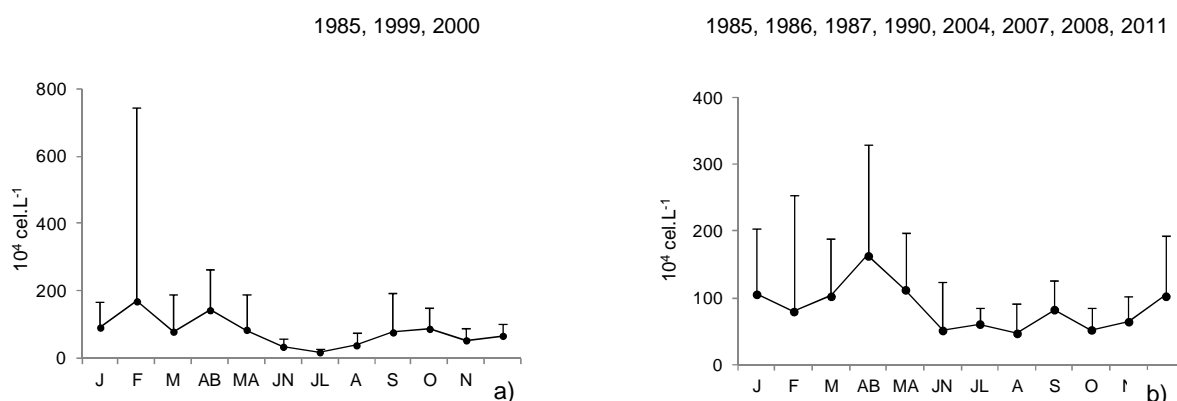 1985, 1999, 2000
800
600
400
200
0
10⁴ cel.L⁻¹
J F M AB MA JN JL A S O N
a)
1985, 1986, 1987, 1990, 2004, 2007, 2008, 2011
400
300
200
100
0
10⁴ cel.L⁻¹
J F M AB MA JN JL A S O
b)